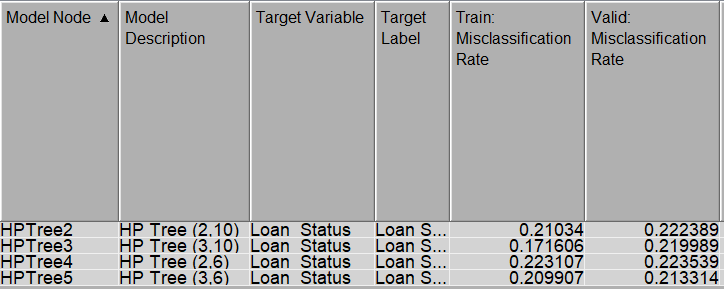 Model Node ▲ Model Description Target Variable Target Label Train: Misclassification Rate Valid: Misclassification Rate
HPTree2 HP Tree (2,10) Loan Status Loan S... 0.21034 0.222389
HPTree3 HP Tree (3,10) Loan Status Loan S... 0.171606 0.219989
HPTree4 HP Tree (2,6) Loan Status Loan S... 0.223107 0.223539
HPTree5 HP Tree (3,6) Loan Status Loan S... 0.209907 0.213314